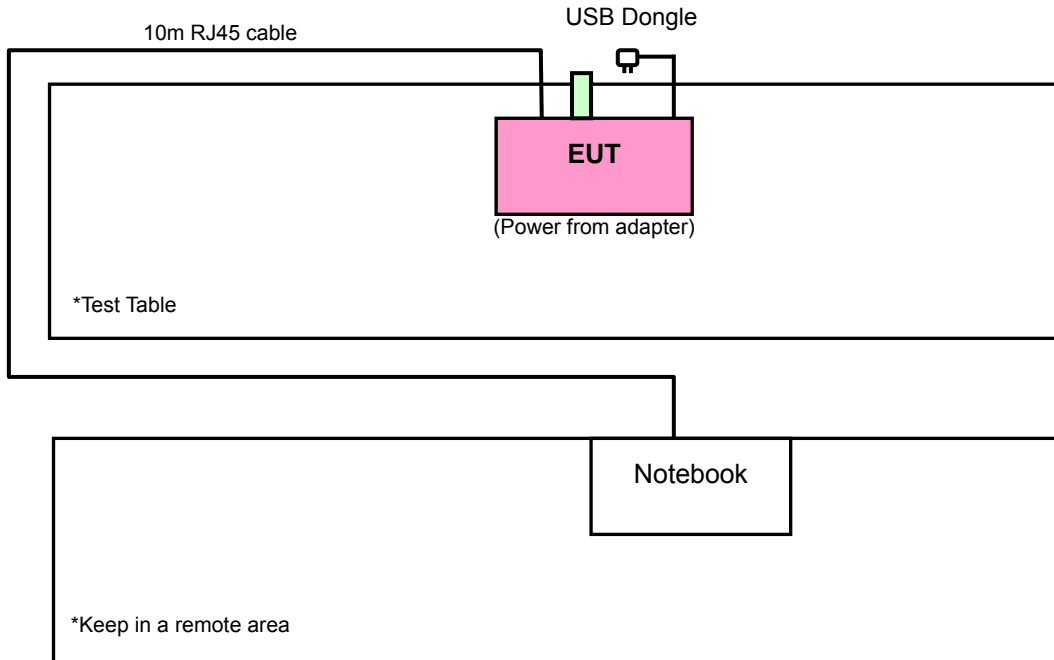 USB Dongle
10m RJ45 cable
EUT
(Power from adapter)
*Test Table
Notebook
*Keep in a remote area